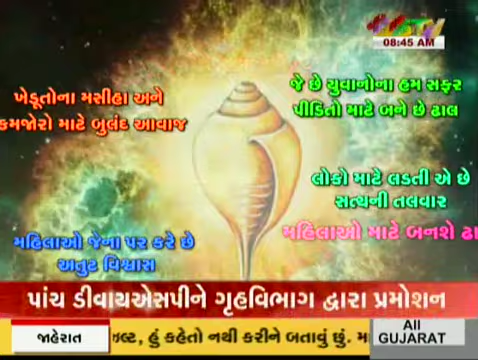 08:45 AM
ખેડૂતોના મસીહા અને
કમજોરો માટે બુલંદ આવાજ
જે છે યુવાનોના હમ સફર
પીડિતો માટે બને છે ઢાલ
લોકો માટે લડતી એ છે
સત્યની તલવાર
મહિલાઓ જેના પર કરે છે
અતુટ વિશ્વાસ
મહિલાઓ માટે બનશે
પાંચ ડીવાયએસપીને ગૃહવિભાગ દ્વારા પ્રમોશન
જાહેરાત
હું કહેતો નથી કરીને બતાવું છું.
All
GUJARAT